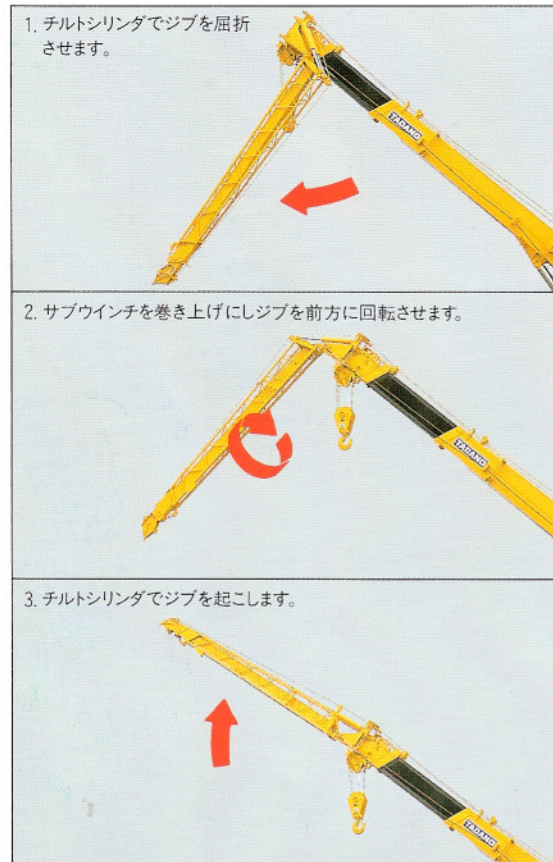 1. チルトシリンダでジブを屈折
させます。
TADANO
2. サブウインチを巻き上げにしジブを前方に回転させます。
TADANO
3. チルトシリンダでジブを起こします。
TADANO